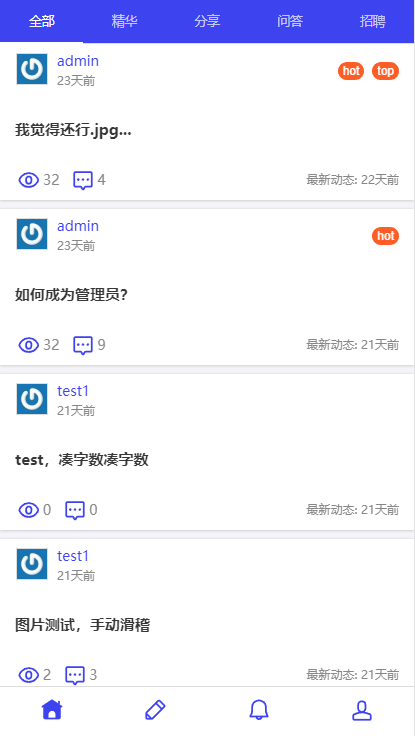 全部 精华 分享 问答 招聘
admin hot top
23天前
我觉得还行.jpg...
32 4 最新动态: 22天前
admin hot
23天前
如何成为管理员?
32 9 最新动态: 21天前
test1
21天前
test，凑字数凑字数
0 0 最新动态: 21天前
test1
21天前
图片测试，手动滑稽
2 3 最新动态: 21天前